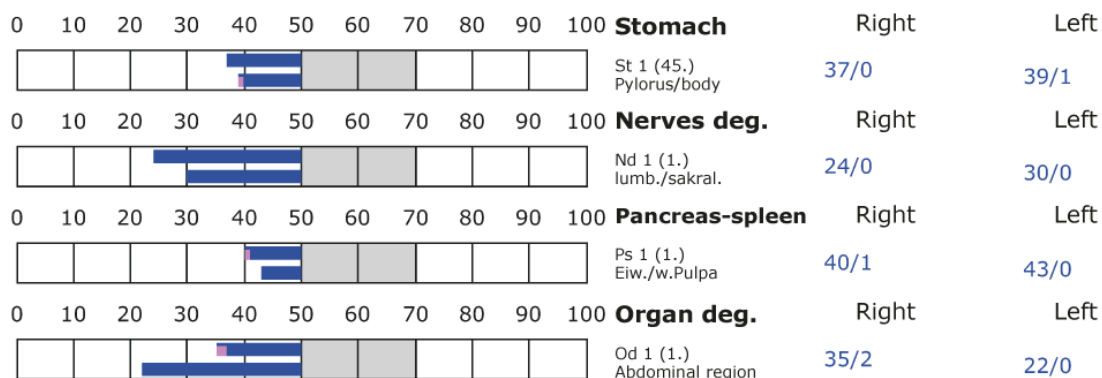 0 10 20 30 40 50 60 70 80 90 100 Stomach Right Left
St 1 (45.)
Pylorus/body
37/0 39/1
0 10 20 30 40 50 60 70 80 90 100 Nerves deg. Right Left
Nd 1 (1.)
lumb./sakral.
24/0 30/0
0 10 20 30 40 50 60 70 80 90 100 Pancreas-spleen Right Left
Ps 1 (1.)
Eiw./w.Pulpa
40/1 43/0
0 10 20 30 40 50 60 70 80 90 100 Organ deg. Right Left
Od 1 (1.)
Abdominal region
35/2 22/0